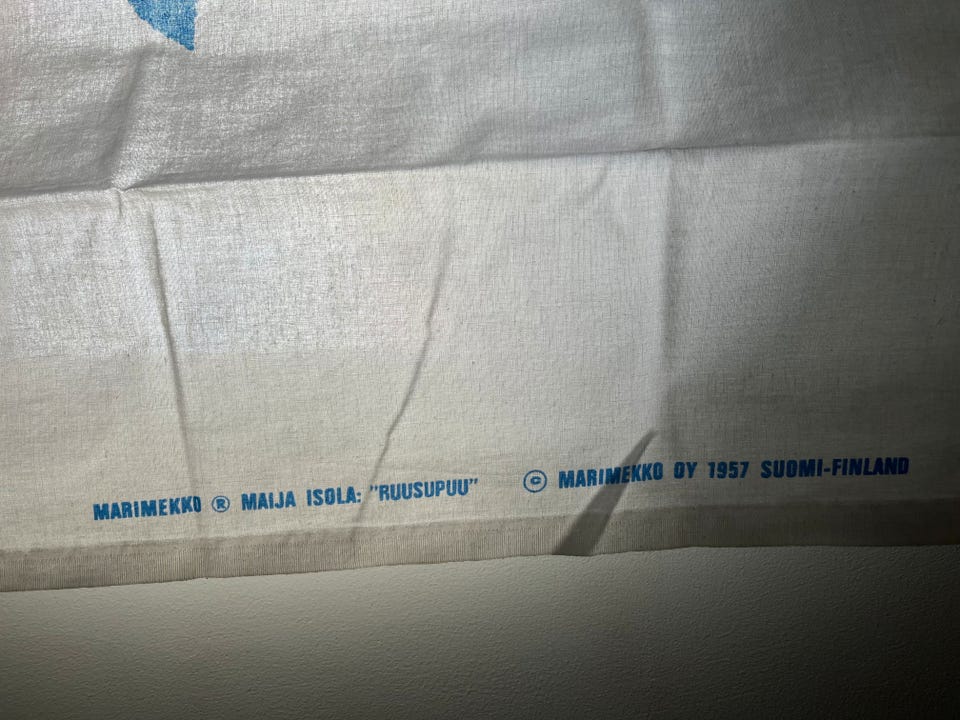 MARIMEKKO ® MAIJA ISOLA: "RUUSUPUU" © MARIMEKKO OY 1957 SUOMI-FINLAND